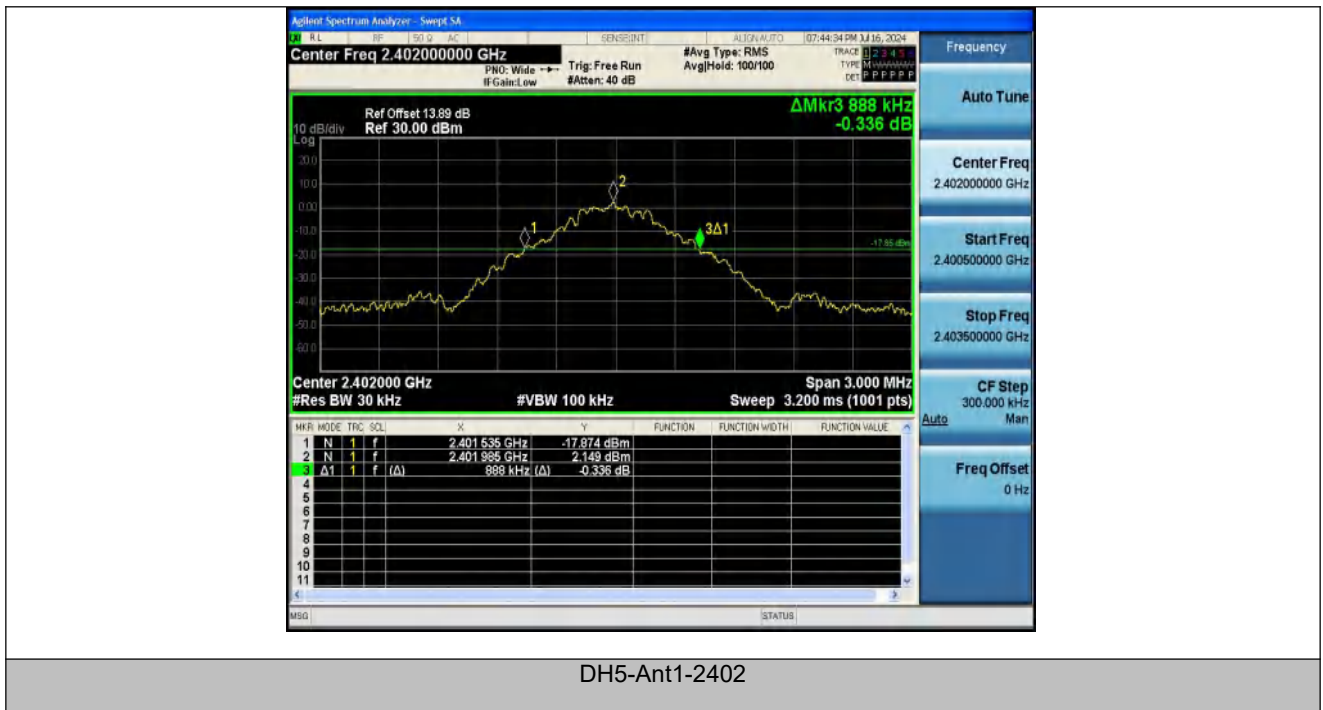 Agilent Spectrum Analyzer - Swept SA
RL RF 50 Ω AC SENSE:INT ALIGN AUTO 07:44:34 PM Jul 16, 2024
Center Freq 2.402000000 GHz
#Avg Type: RMS
TRACE 1 2 3 4 5 6
PNO: Wide Trig: Free Run Avg|Hold: 100/100
TYPE M
IFGain:Low #Atten: 40 dB
DET P P P P P P
ΔMkr3 888 kHz
-0.336 dB
Ref Offset 13.89 dB
10 dB/div Ref 30.00 dBm
Log
20.0
10.0
0.00
-10.0
-20.0
-30.0
-40.0
-50.0
-60.0
1
2
3Δ1
-17.85 dBm
Center 2.402000 GHz Span 3.000 MHz
#Res BW 30 kHz #VBW 100 kHz Sweep 3.200 ms (1001 pts)
MKR MODE TRC SCL X Y FUNCTION FUNCTION WIDTH FUNCTION VALUE
1 N 1 f 2.401 535 GHz -17.874 dBm
2 N 1 f 2.401 985 GHz 2.149 dBm
3 Δ1 1 f (Δ) 888 kHz (Δ) -0.336 dB
4
5
6
7
8
9
10
11
MSG STATUS
Frequency
Auto Tune
Center Freq
2.402000000 GHz
Start Freq
2.400500000 GHz
Stop Freq
2.403500000 GHz
CF Step
300.000 kHz
Auto Man
Freq Offset
0 Hz
DH5-Ant1-2402